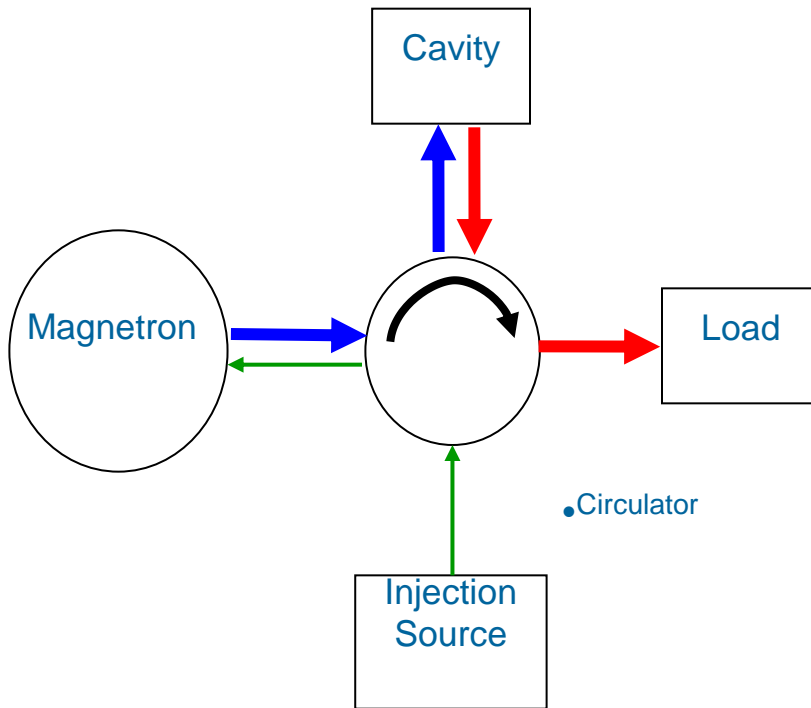 Cavity
Magnetron
Load
•Circulator
Injection
Source